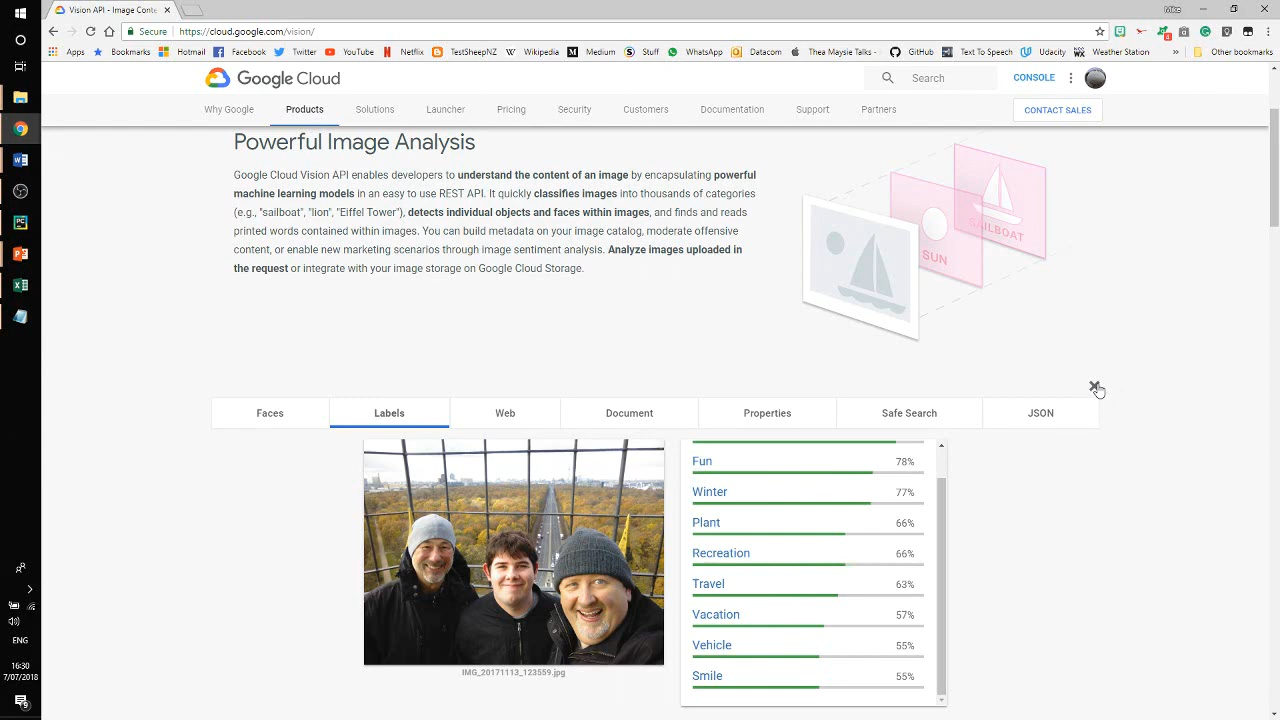 Vision API - Image Conte
Secure
https://cloud.google.com/vision/
Apps
Bookmarks
Hotmail
Facebook
Twitter
YouTube
Netflix
TestSheepNZ
Wikipedia
Medium
Stuff
WhatsApp
Datacom
Thea Maysie Talks -
GitHub
Text To Speech
Udacity
Weather Station
»
Other bookmarks
Google Cloud
Search
CONSOLE
Why Google
Products
Solutions
Launcher
Pricing
Security
Customers
Documentation
Support
Partners
CONTACT SALES
Powerful Image Analysis
Google Cloud Vision API enables developers to understand the content of an image by encapsulating powerful
machine learning models in an easy to use REST API. It quickly classifies images into thousands of categories
(e.g., "sailboat", "lion", "Eiffel Tower"), detects individual objects and faces within images, and finds and reads
printed words contained within images. You can build metadata on your image catalog, moderate offensive
content, or enable new marketing scenarios through image sentiment analysis. Analyze images uploaded in
the request or integrate with your image storage on Google Cloud Storage.
SAILBOAT
SUN
Faces
Labels
Web
Document
Properties
Safe Search
JSON
Fun 78%
Winter 77%
Plant 66%
Recreation 66%
Travel 63%
Vacation 57%
Vehicle 55%
Smile 55%
IMG_20171113_123559.jpg
ENG
16:30
7/07/2018